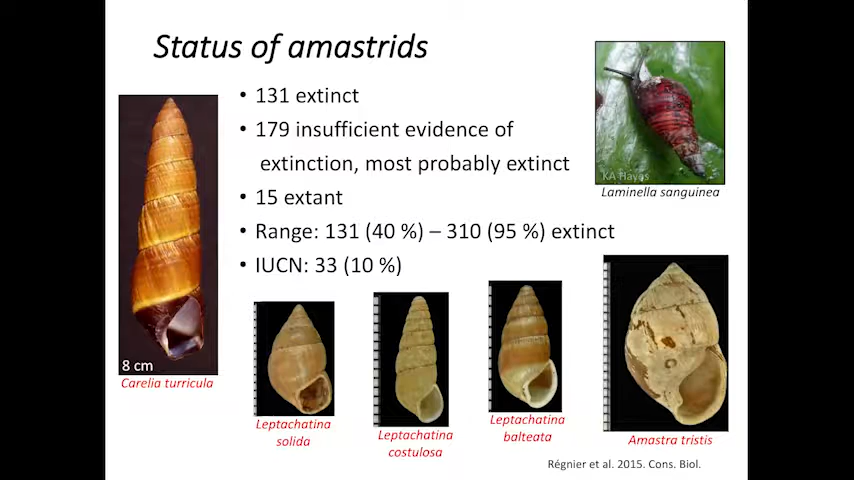 Status of amastrids
• 131 extinct
• 179 insufficient evidence of
extinction, most probably extinct
• 15 extant
• Range: 131 (40 %) – 310 (95 %) extinct
• IUCN: 33 (10 %)
KA Hayes
Laminella sanguinea
8 cm
Carelia turricula
Leptachatina
solida
Leptachatina
costulosa
Leptachatina
balteata
Amastra tristis
Régnier et al. 2015. Cons. Biol.